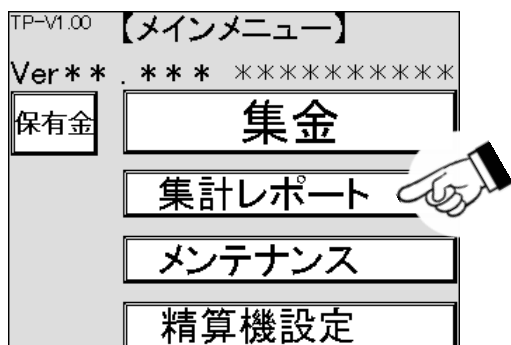 TP-V1.00 【メインメニュー】
Ver**.*** **********
保有金 集金
集計レポート
メンテナンス
精算機設定